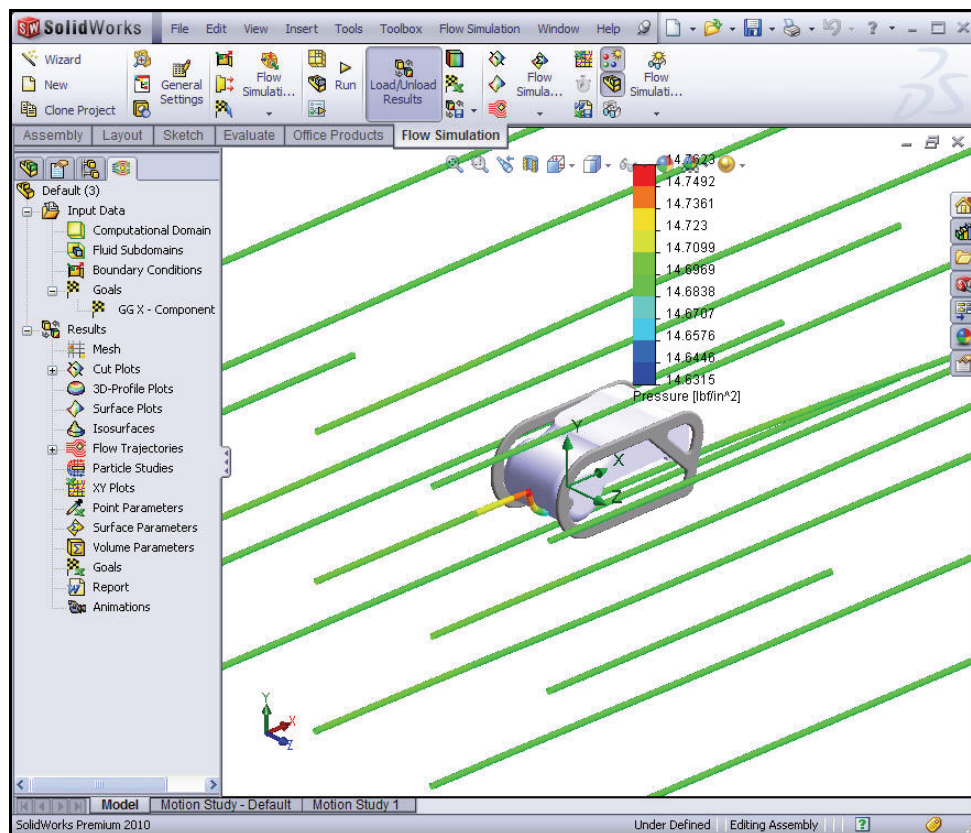 SW SolidWorks File Edit View Insert Tools Toolbox Flow Simulation Window Help
Wizard
New
Clone Project
General Settings
Flow Simulati...
Run
Load/Unload Results
Flow Simula...
Flow Simulati...
Assembly Layout Sketch Evaluate Office Products Flow Simulation
Default (3)
Input Data
Computational Domain
Fluid Subdomains
Boundary Conditions
Goals
GG X - Component
Results
Mesh
Cut Plots
3D-Profile Plots
Surface Plots
Isosurfaces
Flow Trajectories
Particle Studies
XY Plots
Point Parameters
Surface Parameters
Volume Parameters
Goals
Report
Animations
14.7623
14.7492
14.7361
14.723
14.7099
14.6969
14.6838
14.6707
14.6576
14.6446
14.6315
Pressure [lbf/in^2]
Y
X
Z
Y
X
Z
Model Motion Study - Default Motion Study 1
SolidWorks Premium 2010 Under Defined Editing Assembly ?